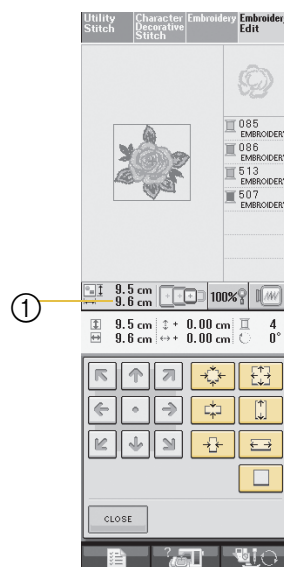 Utility Stitch
Character Decorative Stitch
Embroidery
Embroidery Edit
085
EMBROIDERY
086
EMBROIDERY
513
EMBROIDERY
507
EMBROIDERY
9.5 cm
9.6 cm
100%
1
9.5 cm + 0.00 cm 4
9.6 cm + 0.00 cm 0°
CLOSE
?